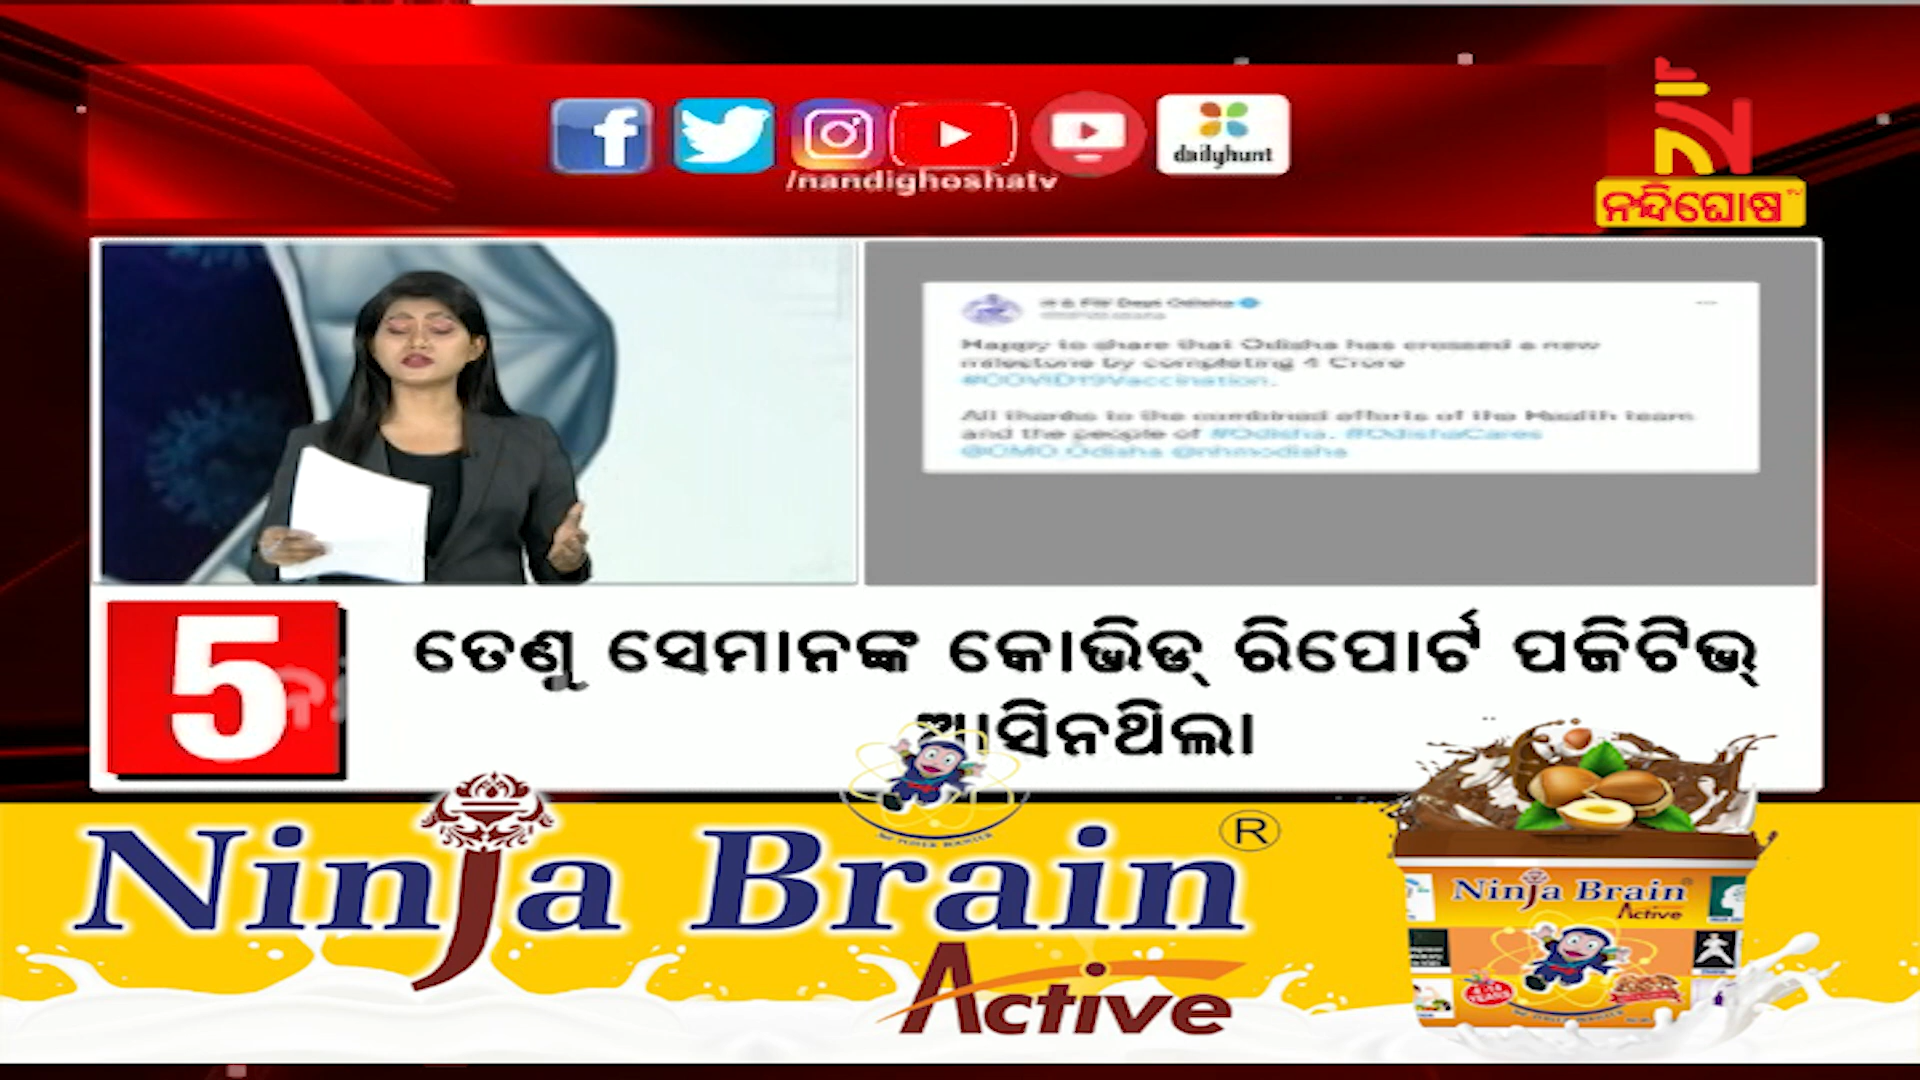 dailyhunt
/nandighoshatv
ନନ୍ଦିଘୋଷ
Happy to share that Odisha has crossed a new
milestone by completing 4 Crore
#COVID19Vaccination.
All thanks to the combined efforts of the Health team
and the people of #Odisha. #OdishaCares
@CMO_Odisha @nhmodisha
5
ତେଣୁ ସେମାନଙ୍କ କୋଭିଡ୍ ରିପୋର୍ଟ ପଜିଟିଭ୍
ଆସିନଥିଲା
Ninja Brain ®
Active
Ninja Brain
Active